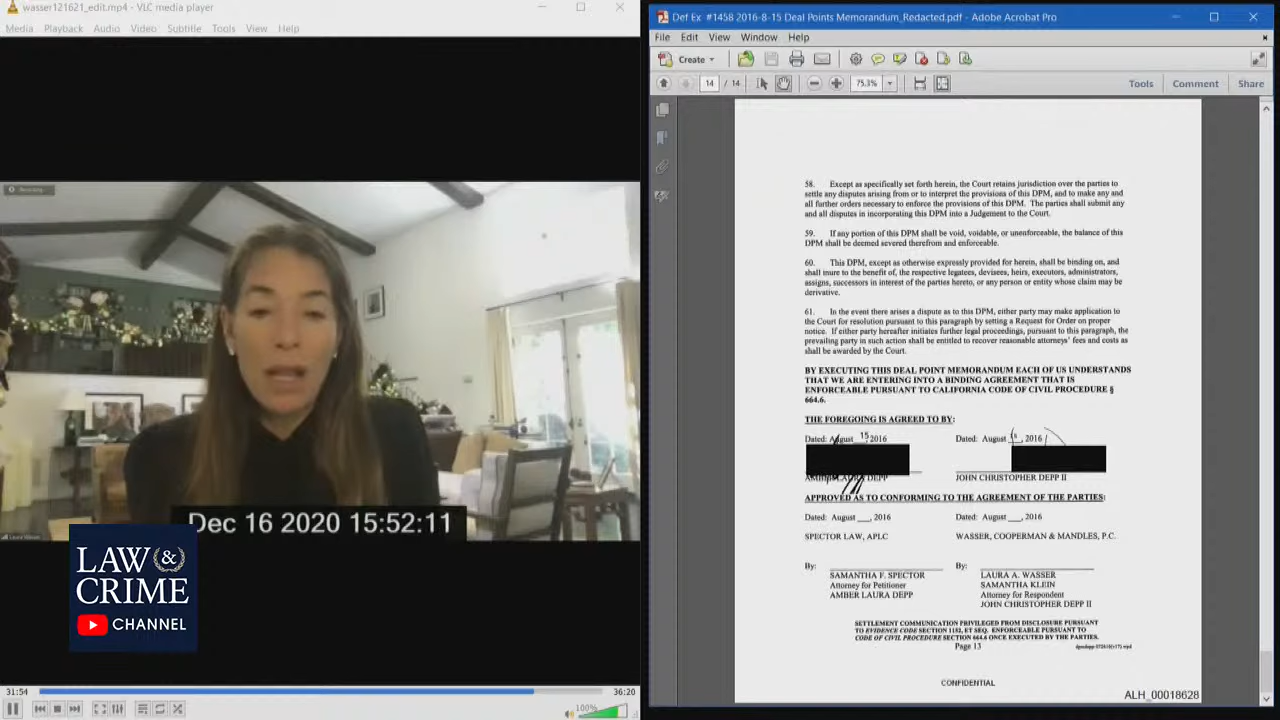 wasser121621_edit.mp4 - VLC media player
Media Playback Audio Video Subtitle Tools View Help
Dec 16 2020 15:52:11
LAW &
CRIME
CHANNEL
31:54
36:20
100%
Def Ex #1458 2016-8-15 Deal Points Memorandum_Redacted.pdf - Adobe Acrobat Pro
File Edit View Window Help
Create
14 / 14
75.3%
Tools Comment Share
58. Except as specifically set forth herein, the Court retains jurisdiction over the parties to
settle any disputes arising from or to interpret the provisions of this DPM, and to make any and
all further orders necessary to enforce the provisions of this DPM. The parties shall submit any
and all disputes in incorporating this DPM into a Judgement to the Court.
59. If any portion of this DPM shall be void, voidable, or unenforceable, the balance of this
DPM shall be deemed severed therefrom and enforceable.
60. This DPM, except as otherwise expressly provided for herein, shall be binding on, and
shall inure to the benefit of, the respective legatees, devisees, heirs, executors, administrators,
assigns, successors in interest of the parties hereto, or any person or entity whose claim may be
derivative.
61. In the event there arises a dispute as to this DPM, either party may make application to
the Court for resolution pursuant to this paragraph by setting a Request for Order on proper
notice. If either party hereafter initiates further legal proceedings, pursuant to this paragraph, the
prevailing party in such action shall be entitled to recover reasonable attorneys' fees and costs as
shall be awarded by the Court.
BY EXECUTING THIS DEAL POINT MEMORANDUM EACH OF US UNDERSTANDS
THAT WE ARE ENTERING INTO A BINDING AGREEMENT THAT IS
ENFORCEABLE PURSUANT TO CALIFORNIA CODE OF CIVIL PROCEDURE §
664.6.
THE FOREGOING IS AGREED TO BY:
Dated: August 15, 2016 Dated: August , 2016
AMBER LAURA DEPP JOHN CHRISTOPHER DEPP II
APPROVED AS TO CONFORMING TO THE AGREEMENT OF THE PARTIES:
Dated: August ___, 2016 Dated: August ___, 2016
SPECTOR LAW, APLC WASSER, COOPERMAN & MANDLES, P.C.
By: By:
SAMANTHA F. SPECTOR LAURA A. WASSER
Attorney for Petitioner SAMANTHA KLEIN
AMBER LAURA DEPP Attorney for Respondent
JOHN CHRISTOPHER DEPP II
SETTLEMENT COMMUNICATION PRIVILEGED FROM DISCLOSURE PURSUANT
TO EVIDENCE CODE SECTION 1152, ET SEQ. ENFORCEABLE PURSUANT TO
CODE OF CIVIL PROCEDURE SECTION 664.6 ONCE EXECUTED BY THE PARTIES.
Page 13
CONFIDENTIAL
ALH_00018628